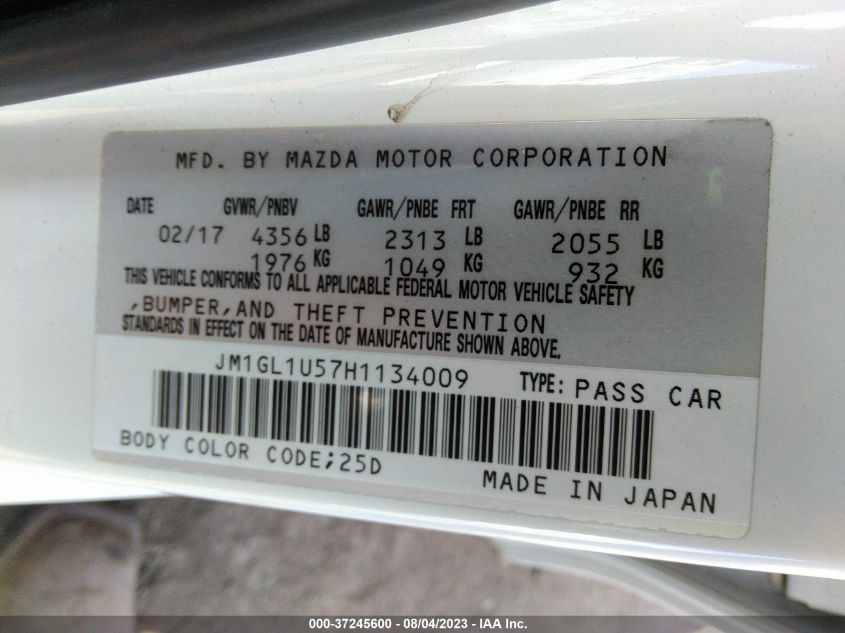 MFD. BY MAZDA MOTOR CORPORATION
DATE GVWR/PNBV GAWR/PNBE FRT GAWR/PNBE RR
02/17 4356 LB 2313 LB 2055 LB
1976 KG 1049 KG 932 KG
THIS VEHICLE CONFORMS TO ALL APPLICABLE FEDERAL MOTOR VEHICLE SAFETY
,BUMPER,AND THEFT PREVENTION
STANDARDS IN EFFECT ON THE DATE OF MANUFACTURE SHOWN ABOVE.
JM1GL1U57H1134009 TYPE: PASS CAR
BODY COLOR CODE;25D
MADE IN JAPAN
000-37245600 - 08/04/2023 - IAA Inc.